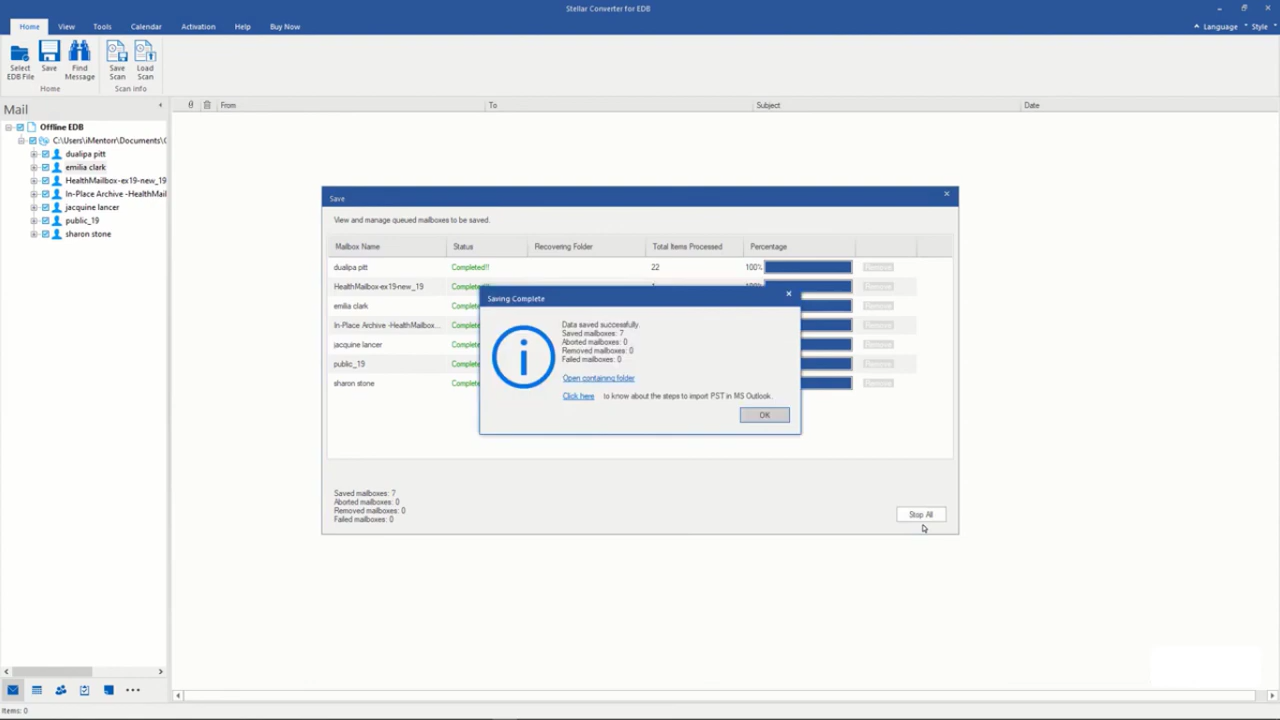 Stellar Converter for EDB
Home View Tools Calendar Activation Help Buy Now Language Style
Select EDB File
Save
Find Message
Save Scan
Load Scan
Home
Scan info
Mail
From To Subject Date
Offline EDB
C:\Users\iMentorr\Documents\
dualipa pitt
emilia clark
HealthMailbox-ex19-new_19
In-Place Archive -HealthMail
jacquine lancer
public_19
sharon stone
Save
View and manage queued mailboxes to be saved.
Mailbox Name Status Recovering Folder Total Items Processed Percentage
dualipa pitt Completed!! 22 100% Remove
HealthMailbox-ex19-new_19
emilia clark
In-Place Archive -HealthMailbox...
jacquine lancer
public_19
sharon stone
Saving Complete
Data saved successfully.
Saved mailboxes: 7
Aborted mailboxes: 0
Removed mailboxes: 0
Failed mailboxes: 0
Open containing folder
Click here to know about the steps to import PST in MS Outlook.
OK
Saved mailboxes: 7
Aborted mailboxes: 0
Removed mailboxes: 0
Failed mailboxes: 0
Stop All
Items: 0